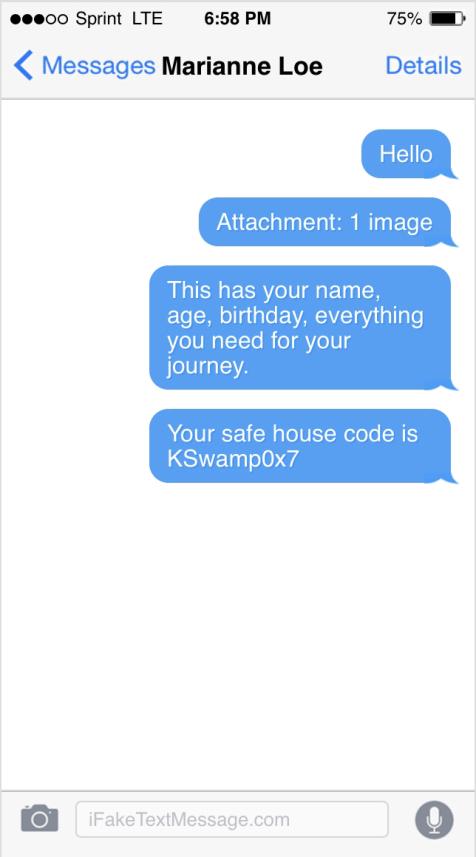 Sprint LTE 6:58 PM 75%
Messages Marianne Loe Details
Hello
Attachment: 1 image
This has your name,
age, birthday, everything
you need for your
journey.
Your safe house code is
KSwamp0x7
iFakeTextMessage.com